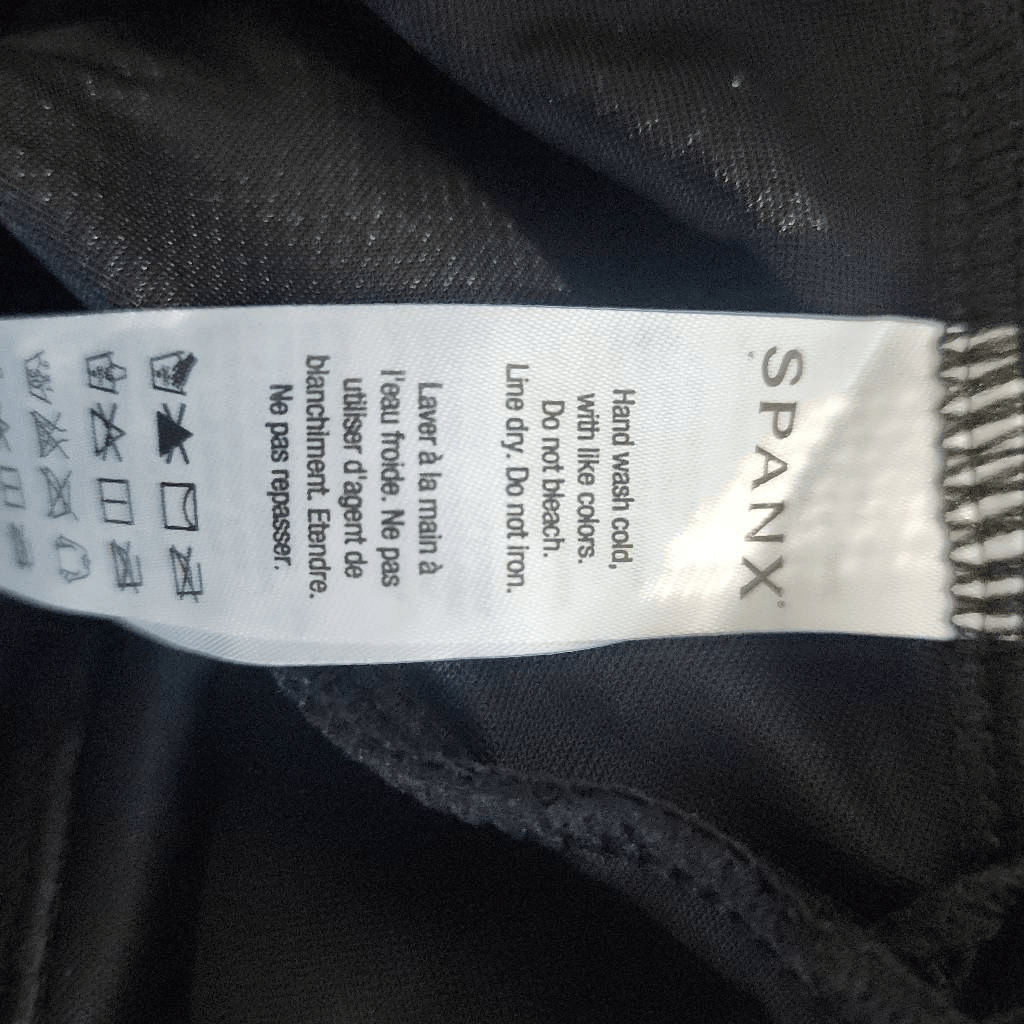 SPANX®
Hand wash cold,
with like colors.
Do not bleach.
Line dry. Do not iron.
Laver à la main à
l'eau froide. Ne pas
utiliser d'agent de
blanchiment. Etendre.
Ne pas repasser.